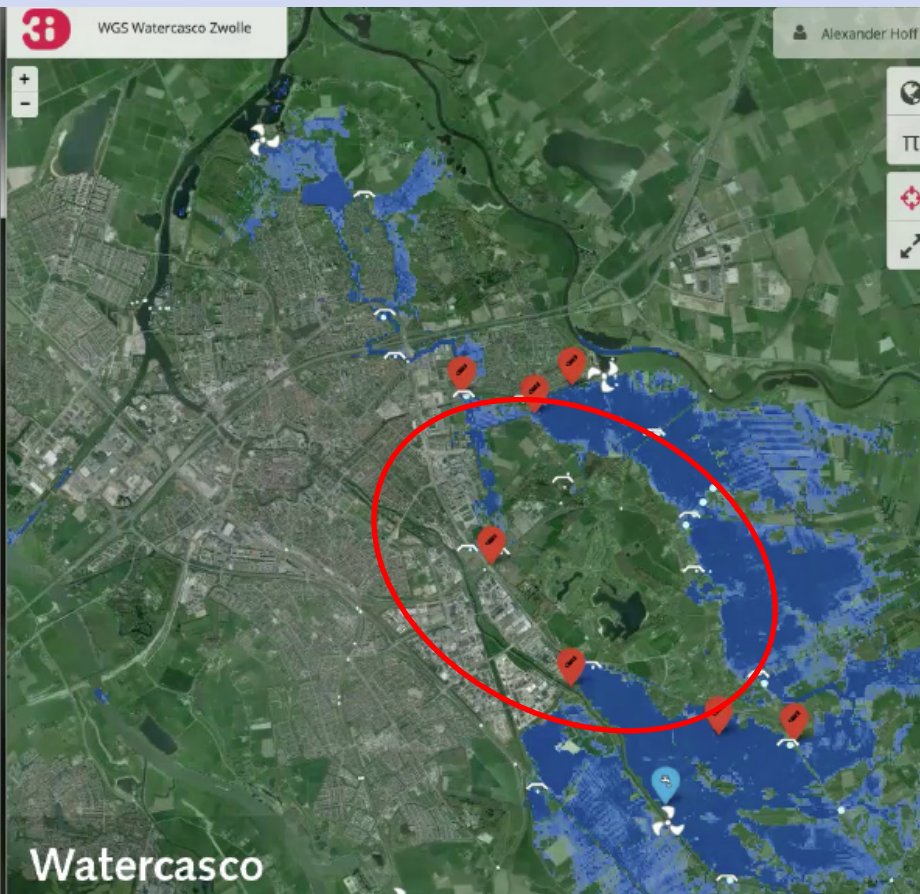 3i
WGS Watercasco Zwolle
Alexander Hoff
+
−
Watercasco